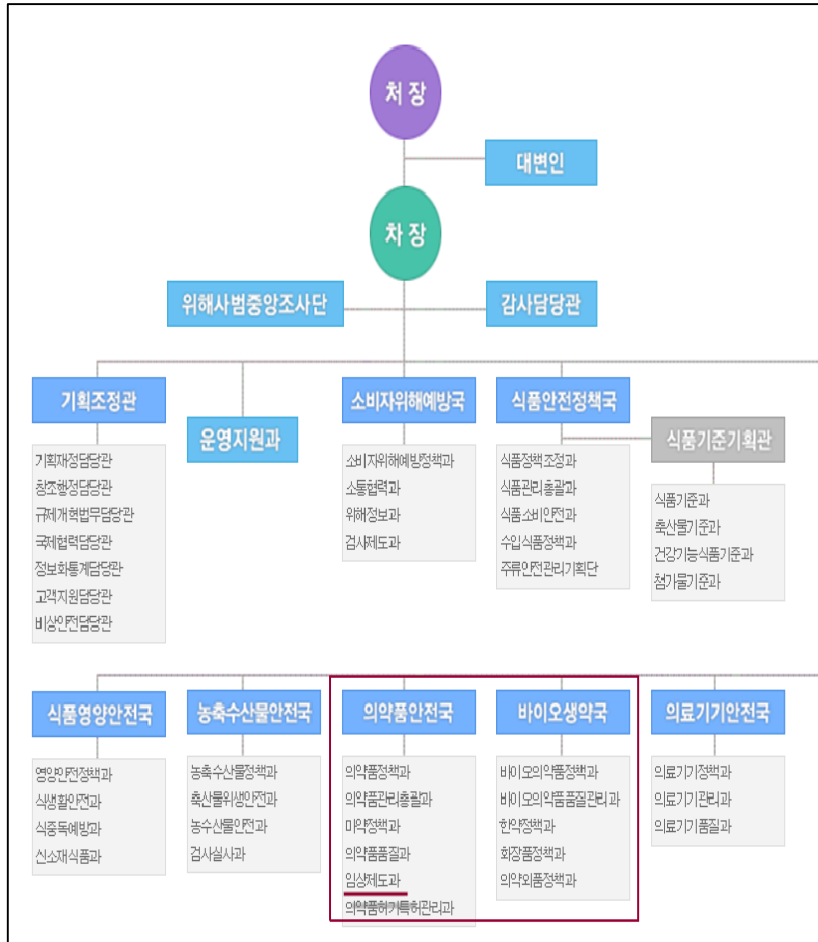 처 장
대변인
차 장
위해사범중앙조사단
감사담당관
기획조정관
기획재정담당관
창조행정담당관
규제개혁법무담당관
국제협력담당관
정보화통계담당관
고객지원담당관
비상안전담당관
운영지원과
소비자위해예방국
소비자위해예방정책과
소통협력과
위해정보과
검사제도과
식품안전정책국
식품정책조정과
식품관리총괄과
식품소비안전과
수입식품정책과
주류안전관리기획단
식품기준기획관
식품기준과
축산물기준과
건강기능식품기준과
첨가물기준과
식품영양안전국
영양안전정책과
식생활안전과
식중독예방과
신소재식품과
농축수산물안전국
농축수산물정책과
축산물위생안전과
농수산물안전과
검사실사과
의약품안전국
의약품정책과
의약품관리총괄과
마약정책과
의약품품질과
임상제도과
의약품허가특허관리과
바이오생약국
바이오의약품정책과
바이오의약품품질관리과
한약정책과
화장품정책과
의약외품정책과
의료기기안전국
의료기기정책과
의료기기관리과
의료기기품질과